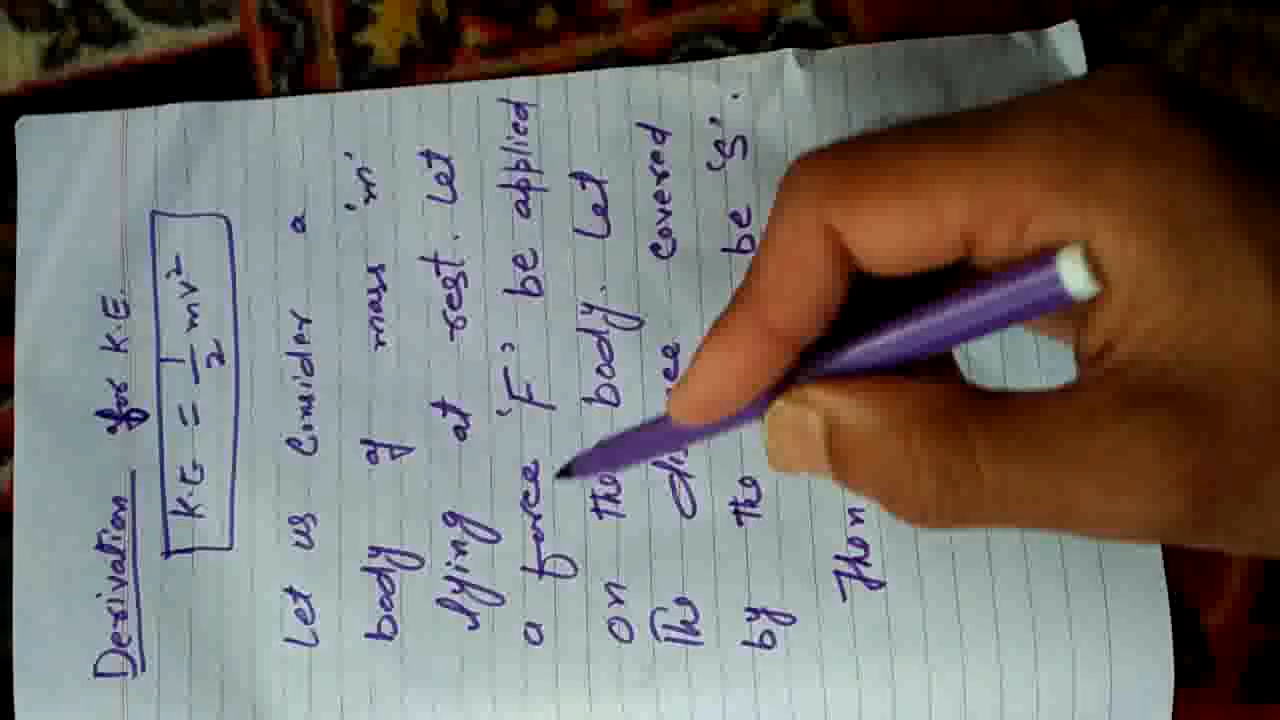 Derivation for K.E.
K.E = 1/2 mv²
Let us Consider a
body of mass 'm'
lying at rest. Let
a force 'F' be applied
on the body. Let
The covered
by the be 'S'.
Then